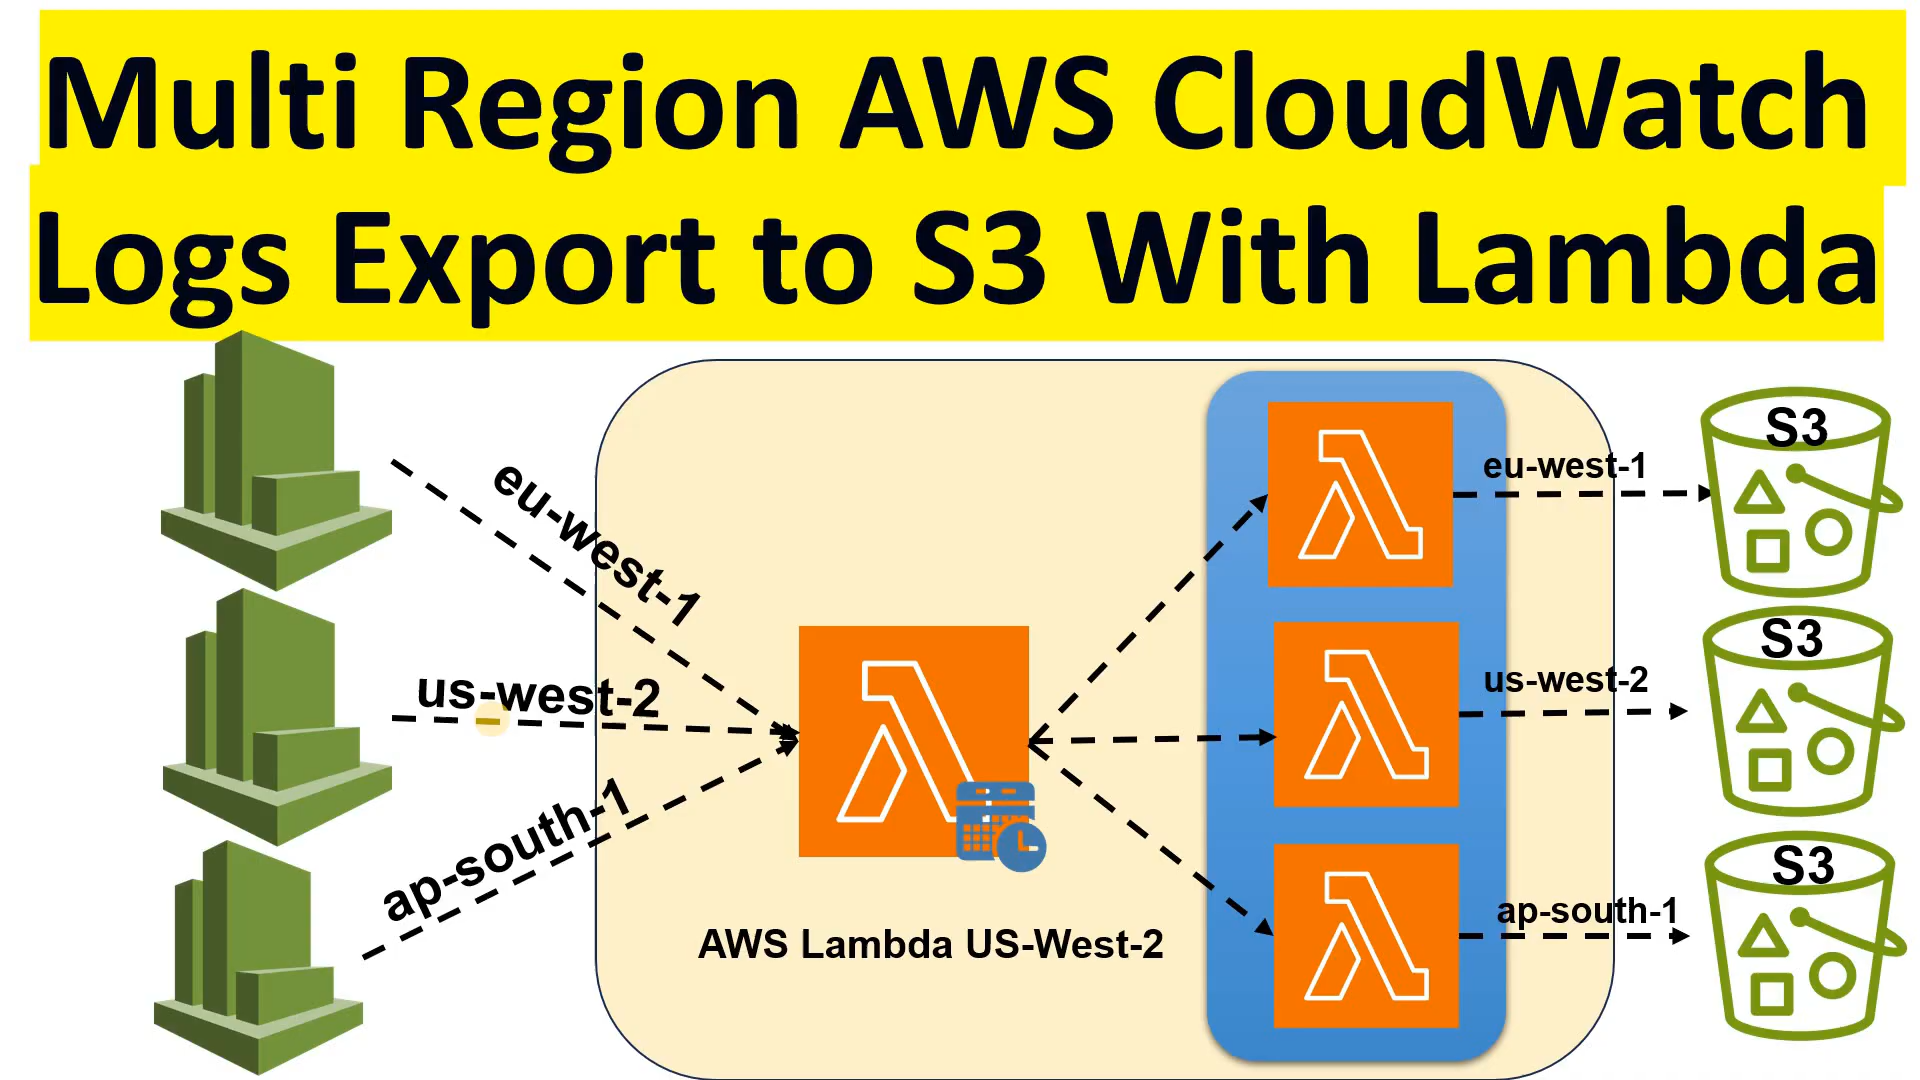 Multi Region AWS CloudWatch
Logs Export to S3 With Lambda
eu-west-1
us-west-2
ap-south-1
AWS Lambda US-West-2
eu-west-1
S3
us-west-2
S3
ap-south-1
S3